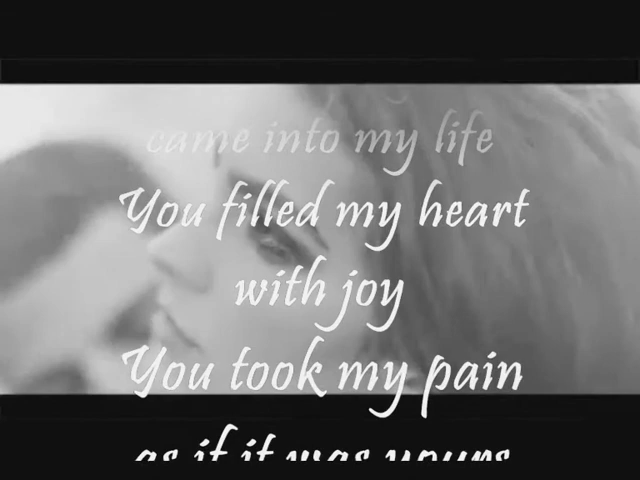 came into my life
You filled my heart
with joy
You took my pain
as if it was yours